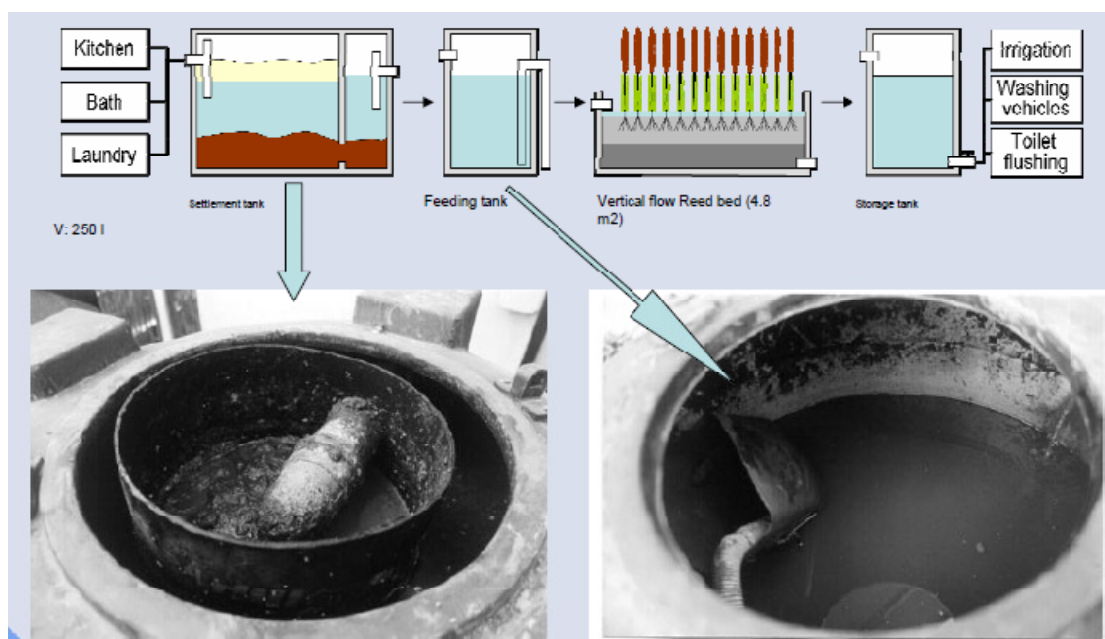 Kitchen
Bath
Laundry
Irrigation
Washing
vehicles
Toilet
flushing
Settlement tank
Feeding tank
Vertical flow Reed bed (4.8
m2)
Storage tank
V: 250 l